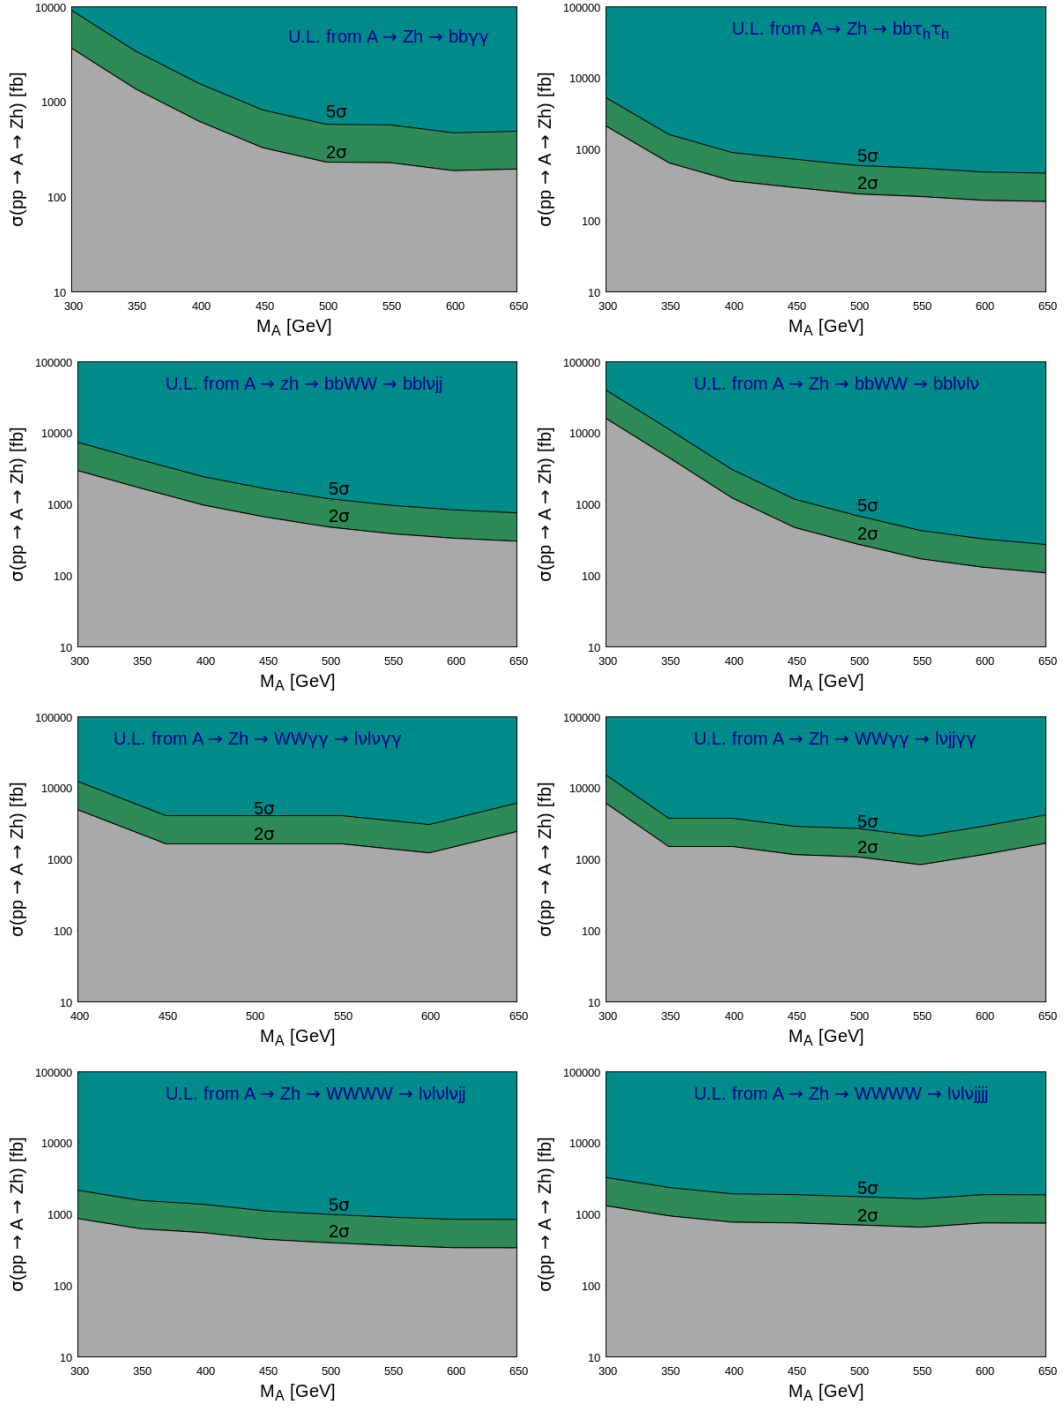 10000
1000
100
10
σ(pp → A → Zh) [fb]
U.L. from A → Zh → bbγγ
5σ
2σ
300 350 400 450 500 550 600 650
M_A [GeV]
100000
10000
1000
100
10
σ(pp → A → Zh) [fb]
U.L. from A → Zh → bbτ_hτ_h
5σ
2σ
300 350 400 450 500 550 600 650
M_A [GeV]
100000
10000
1000
100
10
σ(pp → A → Zh) [fb]
U.L. from A → zh → bbWW → bblνjj
5σ
2σ
300 350 400 450 500 550 600 650
M_A [GeV]
100000
10000
1000
100
10
σ(pp → A → Zh) [fb]
U.L. from A → Zh → bbWW → bblνlν
5σ
2σ
300 350 400 450 500 550 600 650
M_A [GeV]
100000
10000
1000
100
10
σ(pp → A → Zh) [fb]
U.L. from A → Zh → WWγγ → lνlνγγ
5σ
2σ
400 450 500 550 600 650
M_A [GeV]
100000
10000
1000
100
10
σ(pp → A → Zh) [fb]
U.L. from A → Zh → WWγγ → lνjjγγ
5σ
2σ
300 350 400 450 500 550 600 650
M_A [GeV]
100000
10000
1000
100
10
σ(pp → A → Zh) [fb]
U.L. from A → Zh → WWWW → lνlνlνjj
5σ
2σ
300 350 400 450 500 550 600 650
M_A [GeV]
100000
10000
1000
100
10
σ(pp → A → Zh) [fb]
U.L. from A → Zh → WWWW → lνlνjjjj
5σ
2σ
300 350 400 450 500 550 600 650
M_A [GeV]